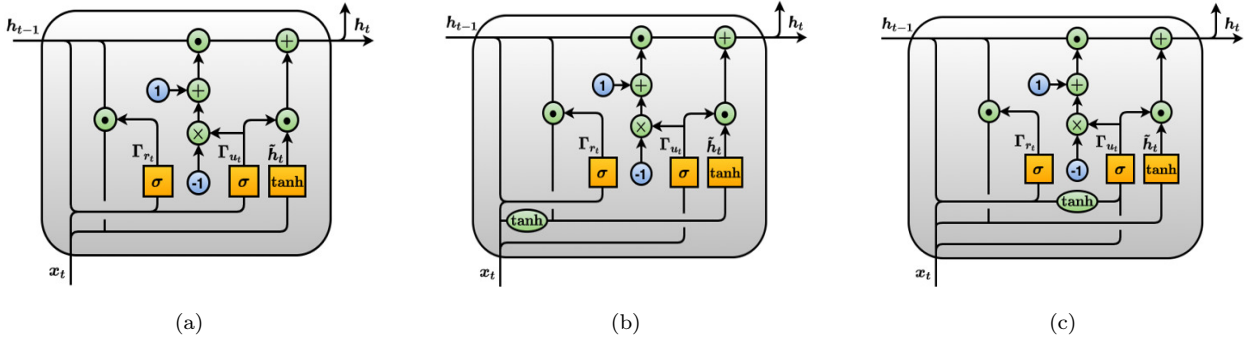 h_{t-1} h_t
1 + × -1
Γ_{r_t} Γ_{u_t} h̃_t
σ σ tanh
x_t
(a)
h_{t-1} h_t
1 + × -1
Γ_{r_t} Γ_{u_t} h̃_t
σ σ tanh
tanh
x_t
(b)
h_{t-1} h_t
1 + × -1
Γ_{r_t} Γ_{u_t} h̃_t
σ σ tanh
tanh
x_t
(c)